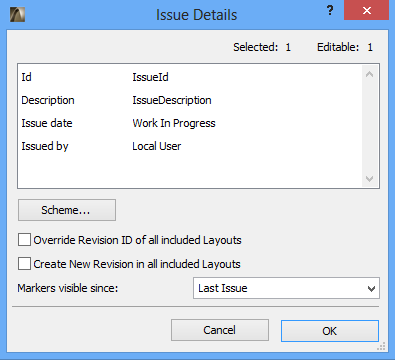 Issue Details
? ×
Selected: 1 Editable: 1
Id IssueId
Description IssueDescription
Issue date Work In Progress
Issued by Local User
Scheme...
Override Revision ID of all included Layouts
Create New Revision in all included Layouts
Markers visible since: Last Issue
Cancel OK